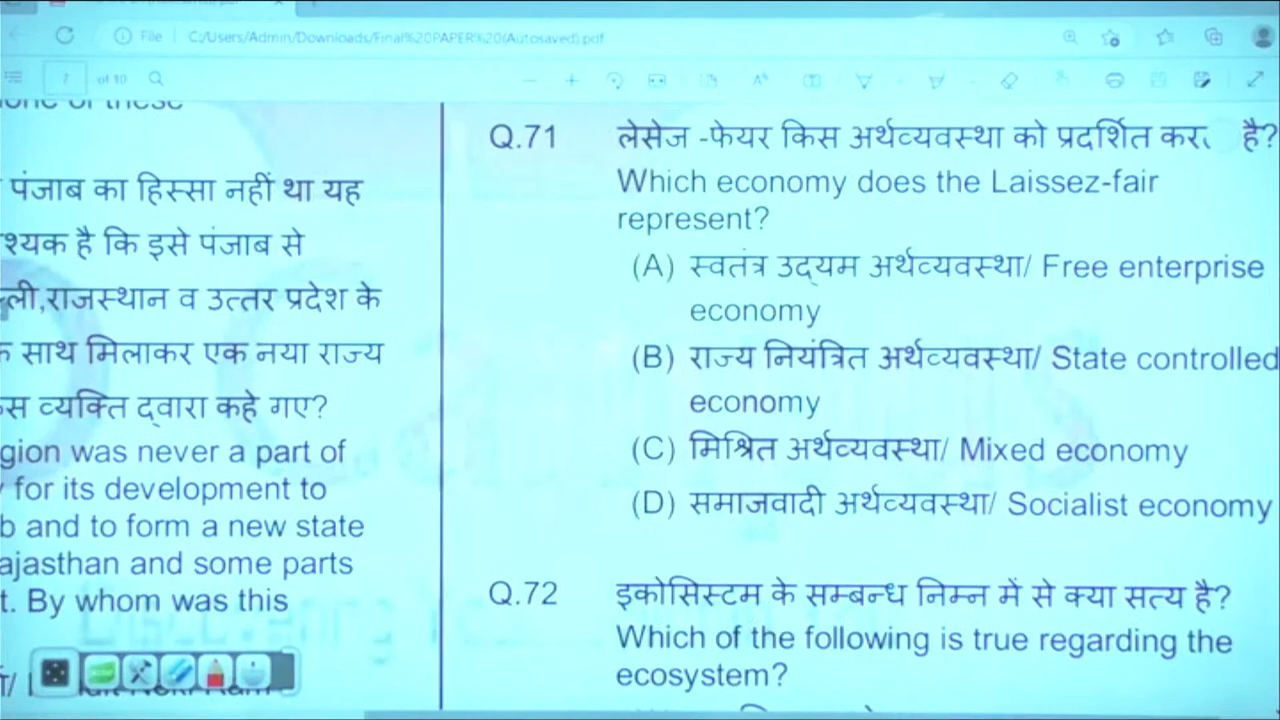 File
C:/Users/Admin/Downloads/Final%20PAPER%20(Autosaved).pdf
7 of 10
one of these
पंजाब का हिस्सा नहीं था यह
श्यक है कि इसे पंजाब से
ली,राजस्थान व उत्तर प्रदेश के
साथ मिलाकर एक नया राज्य
स व्यक्ति द्वारा कहे गए?
gion was never a part of
for its development to
b and to form a new state
ajasthan and some parts
t. By whom was this
Q.71 लेसेज -फेयर किस अर्थव्यवस्था को प्रदर्शित है?
Which economy does the Laissez-fair
represent?
(A) स्वतंत्र उद्यम अर्थव्यवस्था/ Free enterprise
economy
(B) राज्य नियंत्रित अर्थव्यवस्था/ State controlled
economy
(C) मिश्रित अर्थव्यवस्था/ Mixed economy
(D) समाजवादी अर्थव्यवस्था/ Socialist economy
Q.72 इकोसिस्टम के सम्बन्ध निम्न में से क्या सत्य है?
Which of the following is true regarding the
ecosystem?